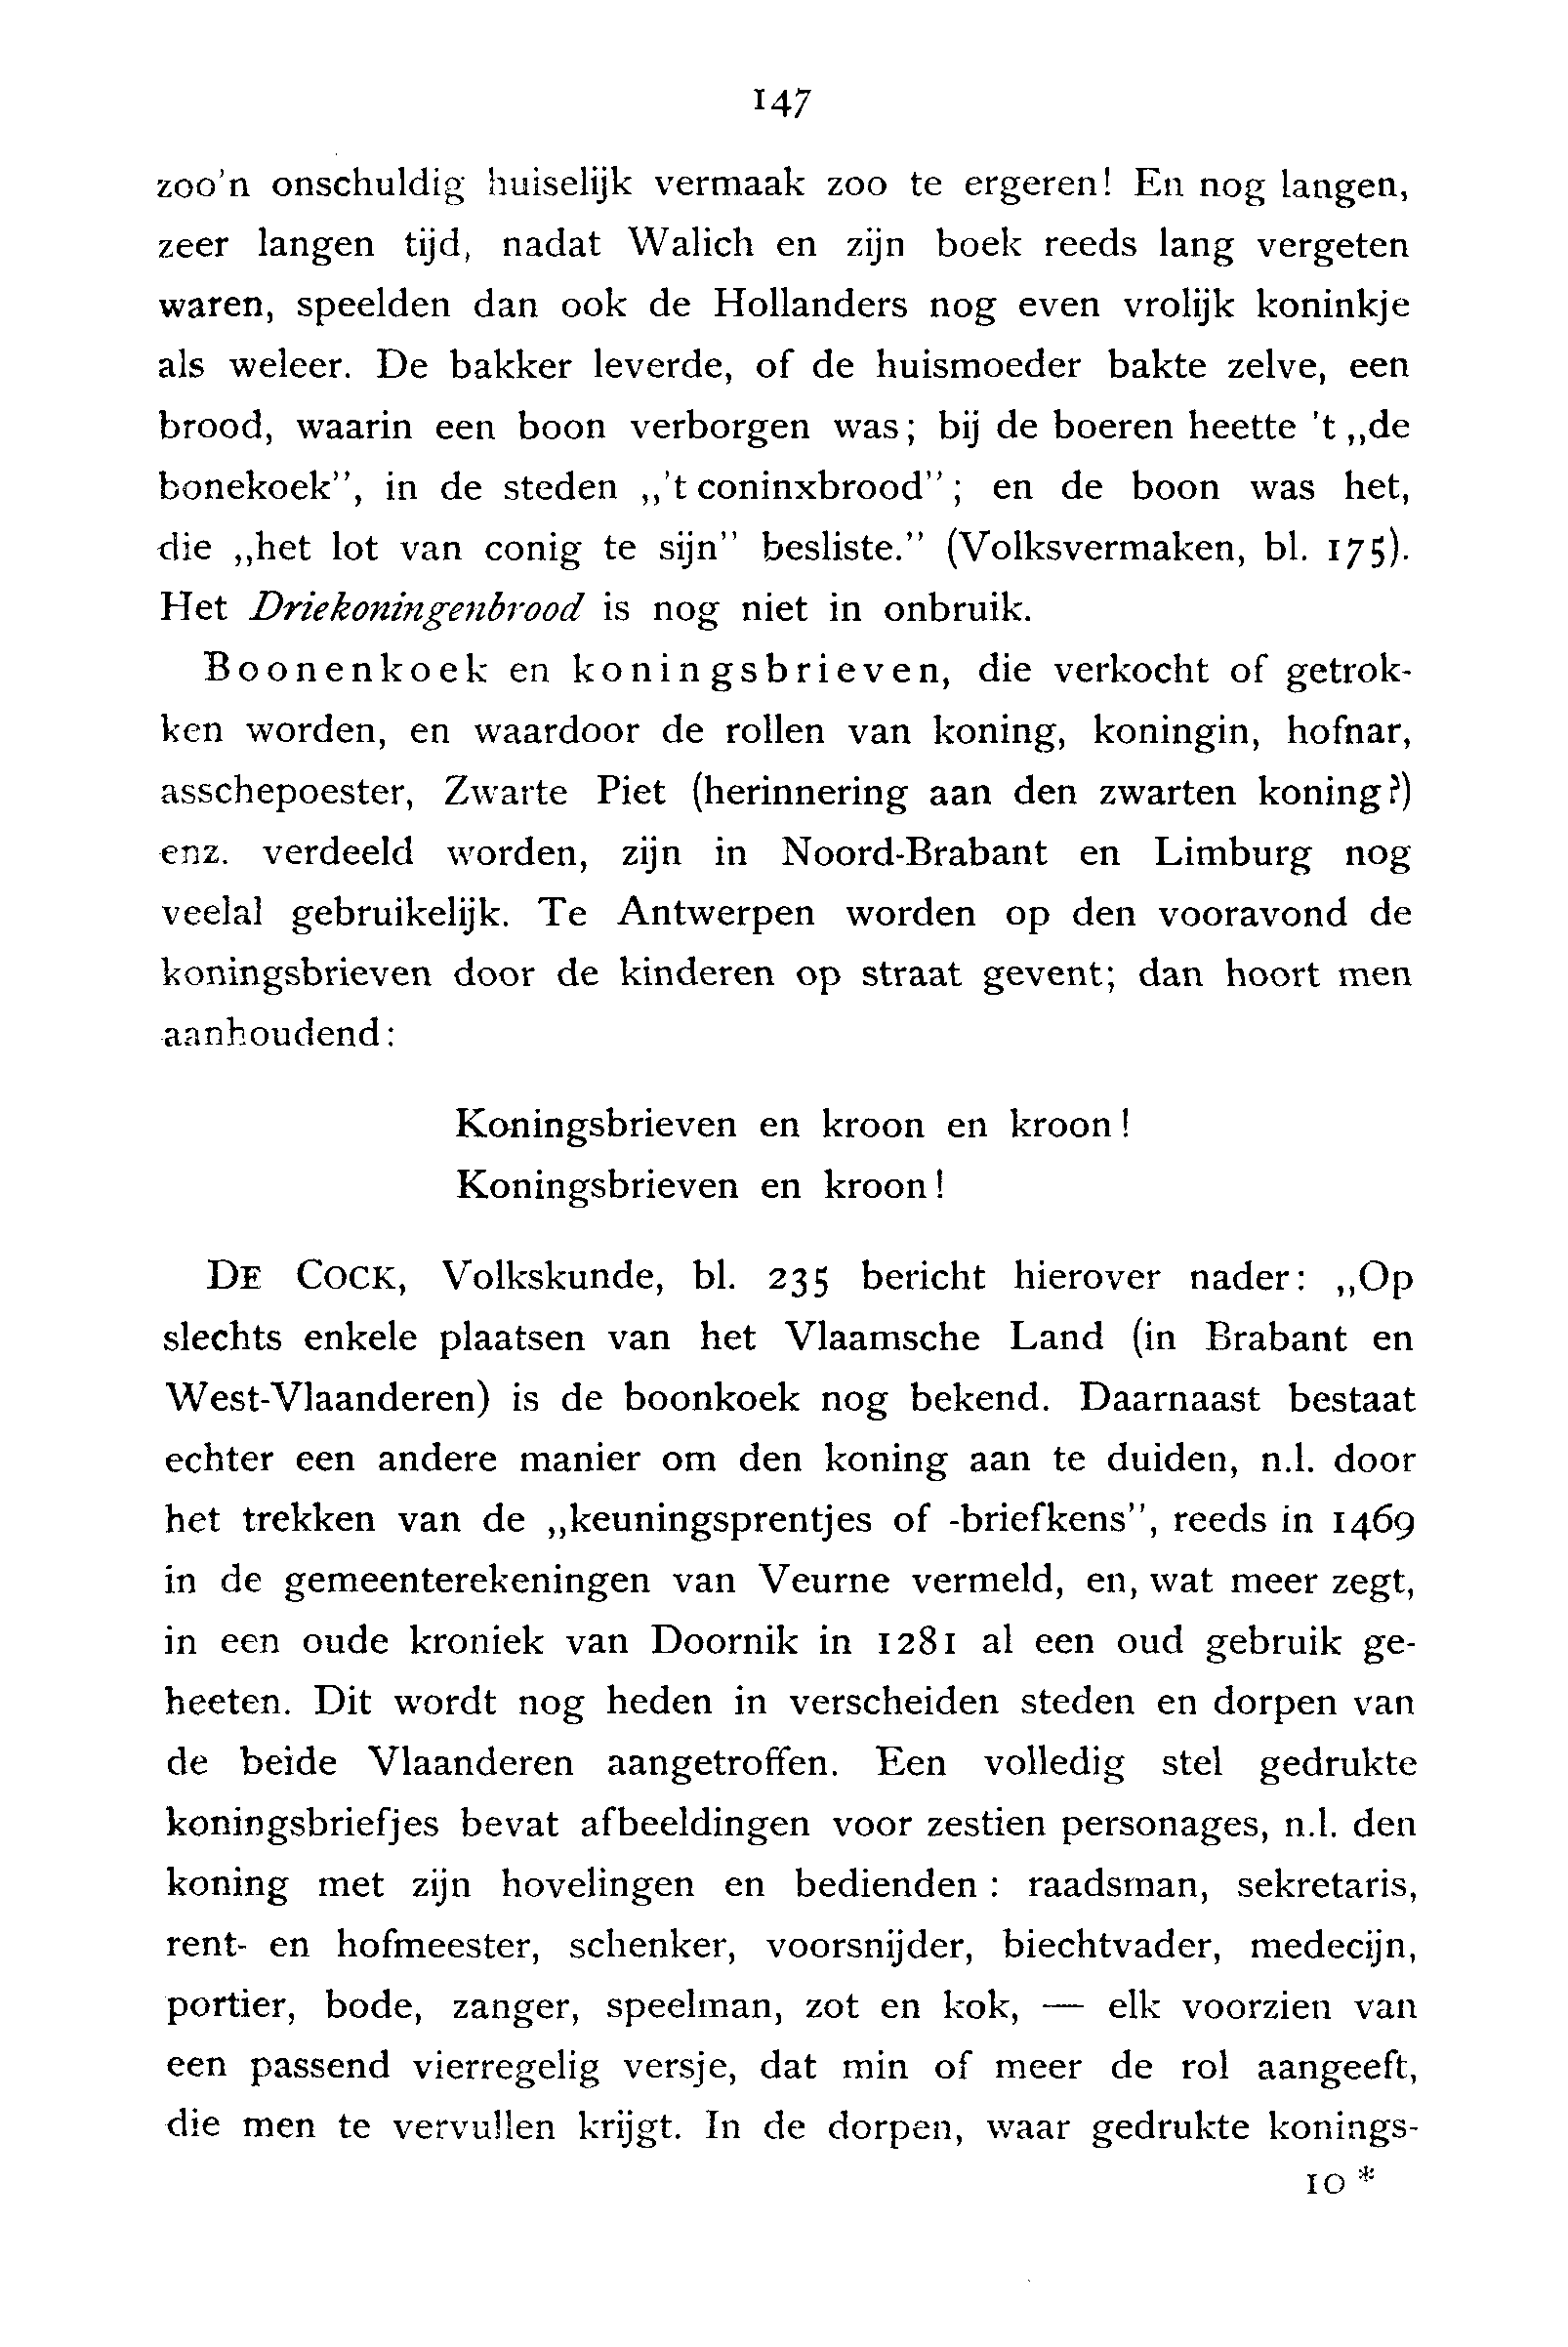 147
zoo'n onschuldig huiselijk vermaak zoo te ergeren! En nog langen,
zeer langen tijd, nadat Walich en zijn boek reeds lang vergeten
waren, speelden dan ook de Hollanders nog even vrolijk koninkje
als weleer. De bakker leverde, of de huismoeder bakte zelve, een
brood, waarin een boon verborgen was; bij de boeren heette 't „de
bonekoek”, in de steden „'t coninxbrood”; en de boon was het,
die „het lot van conig te sijn” besliste.” (Volksvermaken, bl. 175).
Het Driekoningenbrood is nog niet in onbruik.
Boonenkoek en koningsbrieven, die verkocht of getrok-
ken worden, en waardoor de rollen van koning, koningin, hofnar,
asschepoester, Zwarte Piet (herinnering aan den zwarten koning?)
enz. verdeeld worden, zijn in Noord-Brabant en Limburg nog
veelal gebruikelijk. Te Antwerpen worden op den vooravond de
koningsbrieven door de kinderen op straat gevent; dan hoort men
aanhoudend:
Koningsbrieven en kroon en kroon!
Koningsbrieven en kroon!
DE COCK, Volkskunde, bl. 235 bericht hierover nader: „Op
slechts enkele plaatsen van het Vlaamsche Land (in Brabant en
West-Vlaanderen) is de boonkoek nog bekend. Daarnaast bestaat
echter een andere manier om den koning aan te duiden, n.l. door
het trekken van de „keuningsprentjes of -briefkens”, reeds in 1469
in de gemeenterekeningen van Veurne vermeld, en, wat meer zegt,
in een oude kroniek van Doornik in 1281 al een oud gebruik ge-
heeten. Dit wordt nog heden in verscheiden steden en dorpen van
de beide Vlaanderen aangetroffen. Een volledig stel gedrukte
koningsbriefjes bevat afbeeldingen voor zestien personages, n.l. den
koning met zijn hovelingen en bedienden: raadsman, sekretaris,
rent- en hofmeester, schenker, voorsnijder, biechtvader, medecijn,
portier, bode, zanger, speelman, zot en kok, — elk voorzien van
een passend vierregelig versje, dat min of meer de rol aangeeft,
die men te vervullen krijgt. In de dorpen, waar gedrukte konings-
10 *